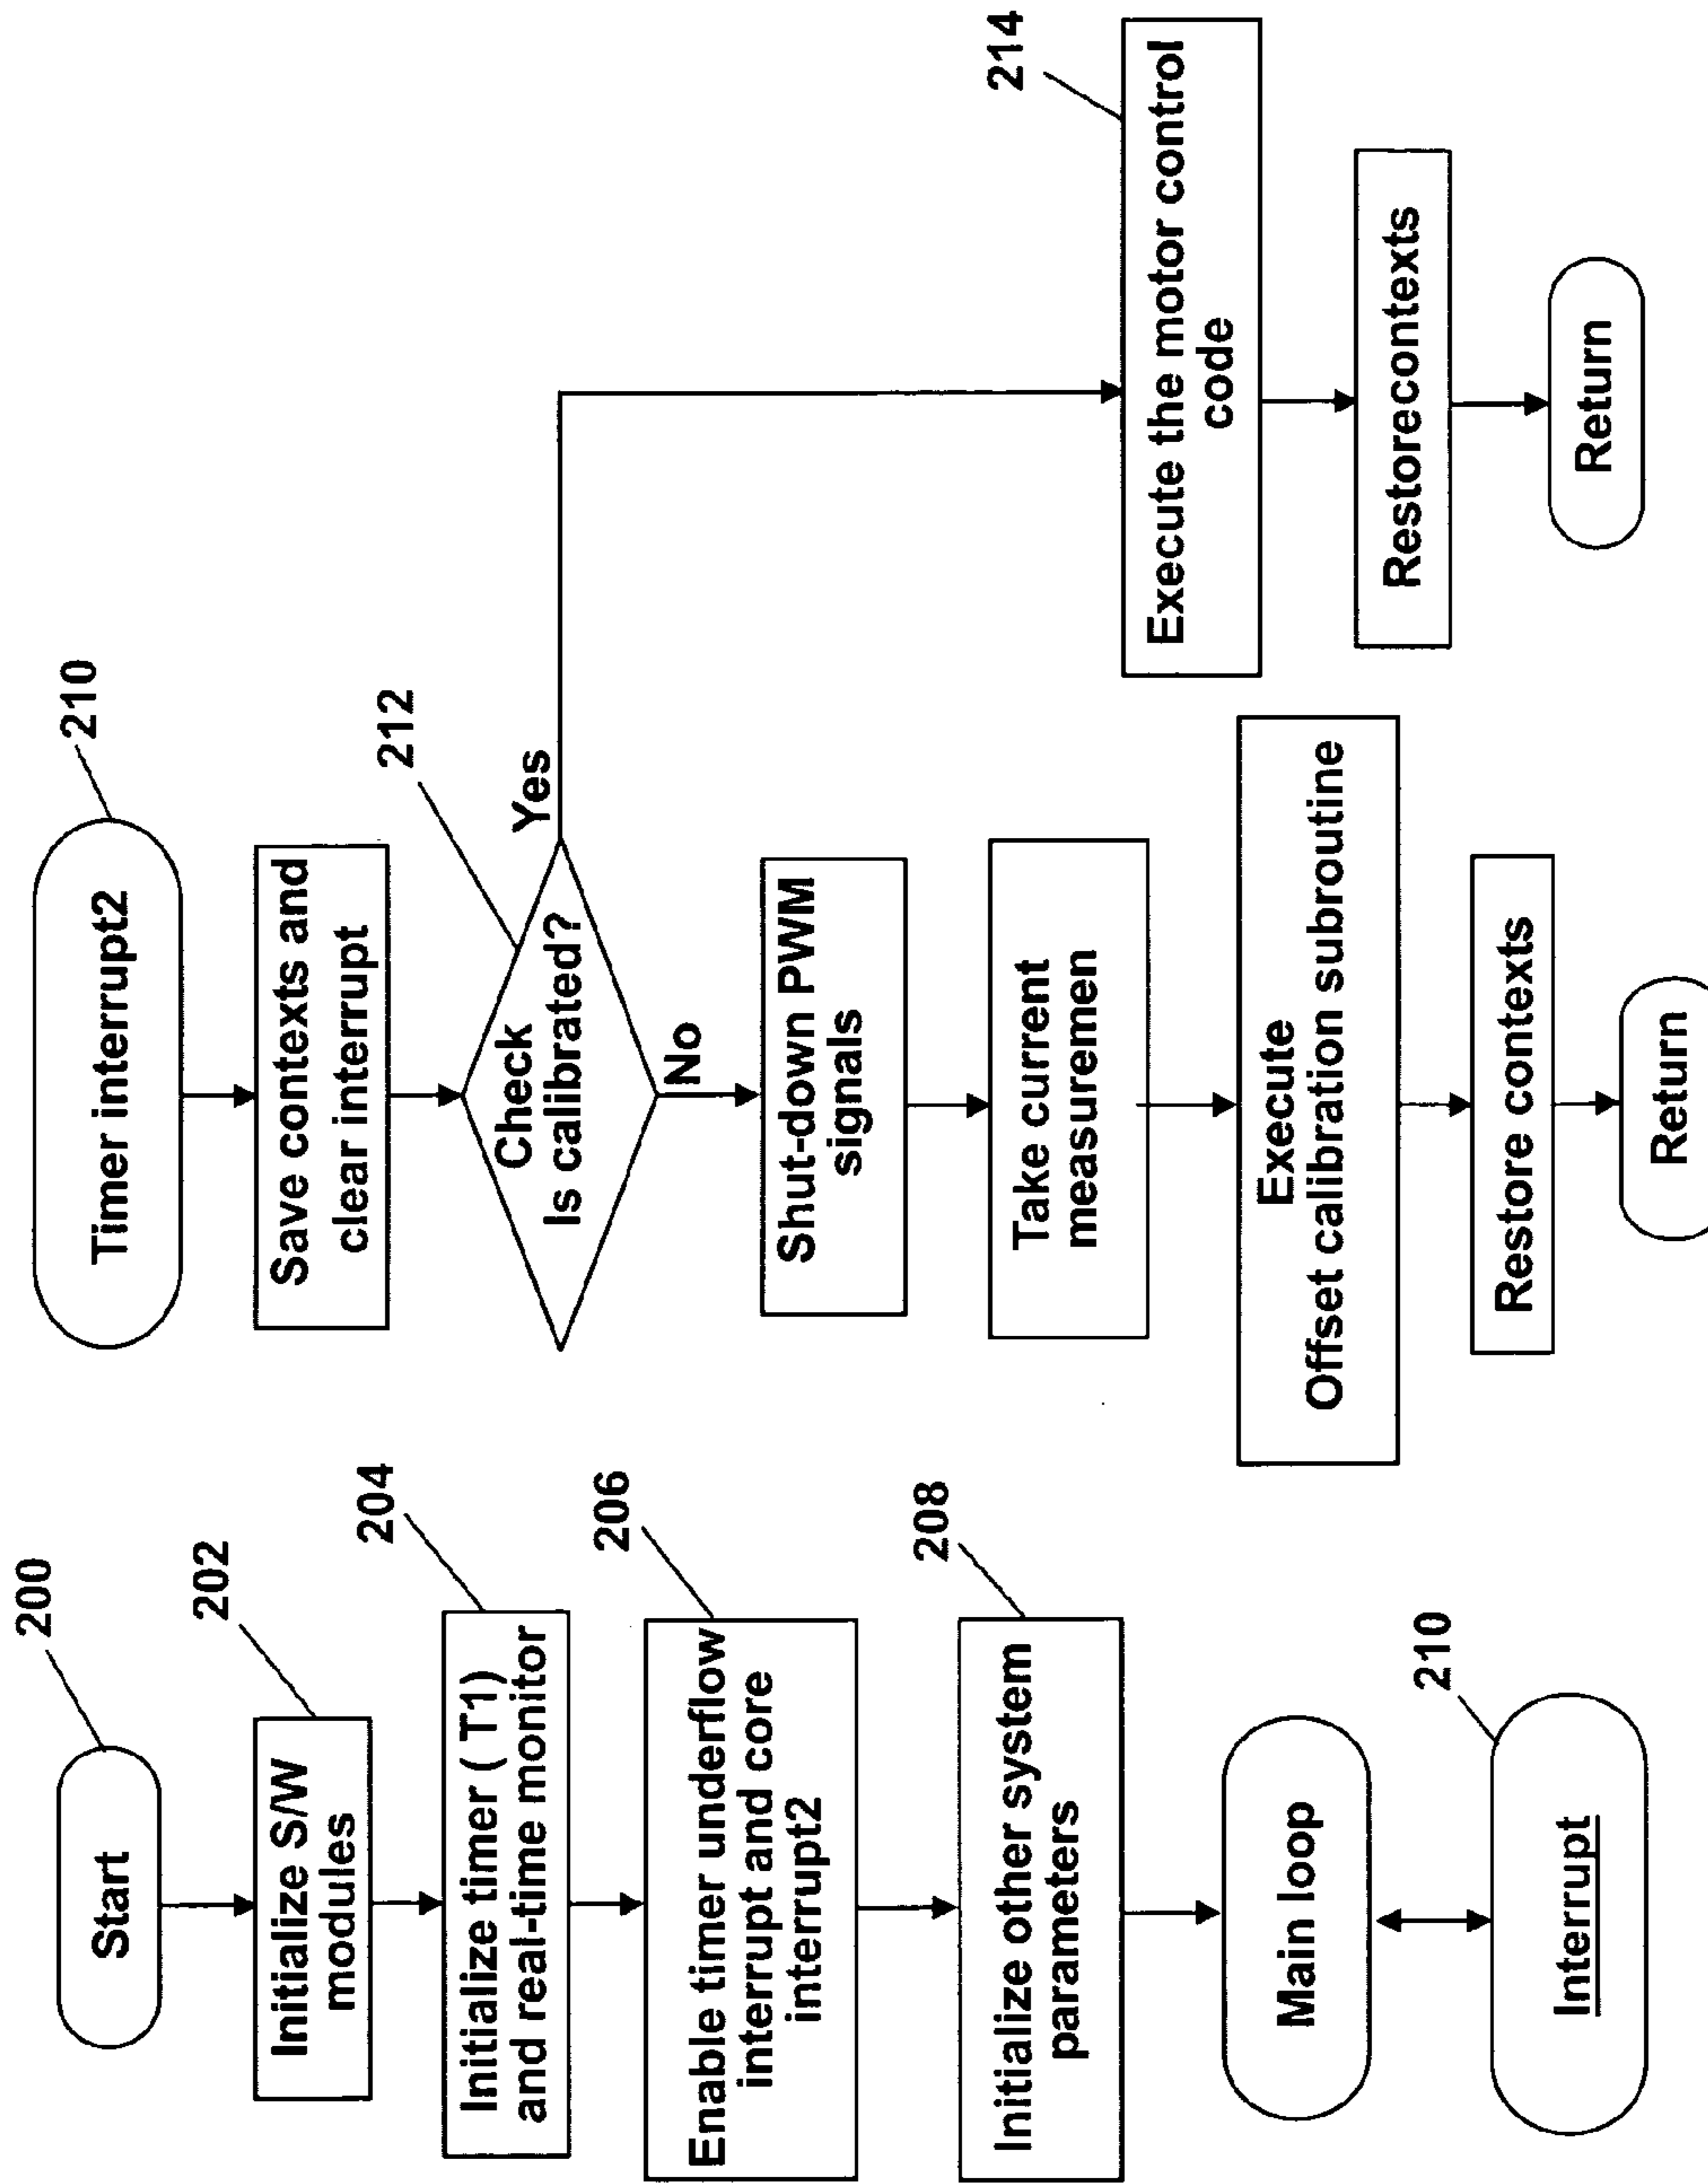 200
Start
202
Initialize S/W
modules
204
Initialize timer ( T1)
and real-time monitor
206
Enable timer underflow
interrupt and core
interrupt2
208
Initialize other system
parameters
Main loop
210
Interrupt
210
Timer interrupt2
Save contexts and
clear interrupt
212
Check
Is calibrated?
Yes
No
Shut-down PWM
signals
Take current
measuremen
Execute
Offset calibration subroutine
Restore contexts
Return
214
Execute the motor control
code
Restorecontexts
Return